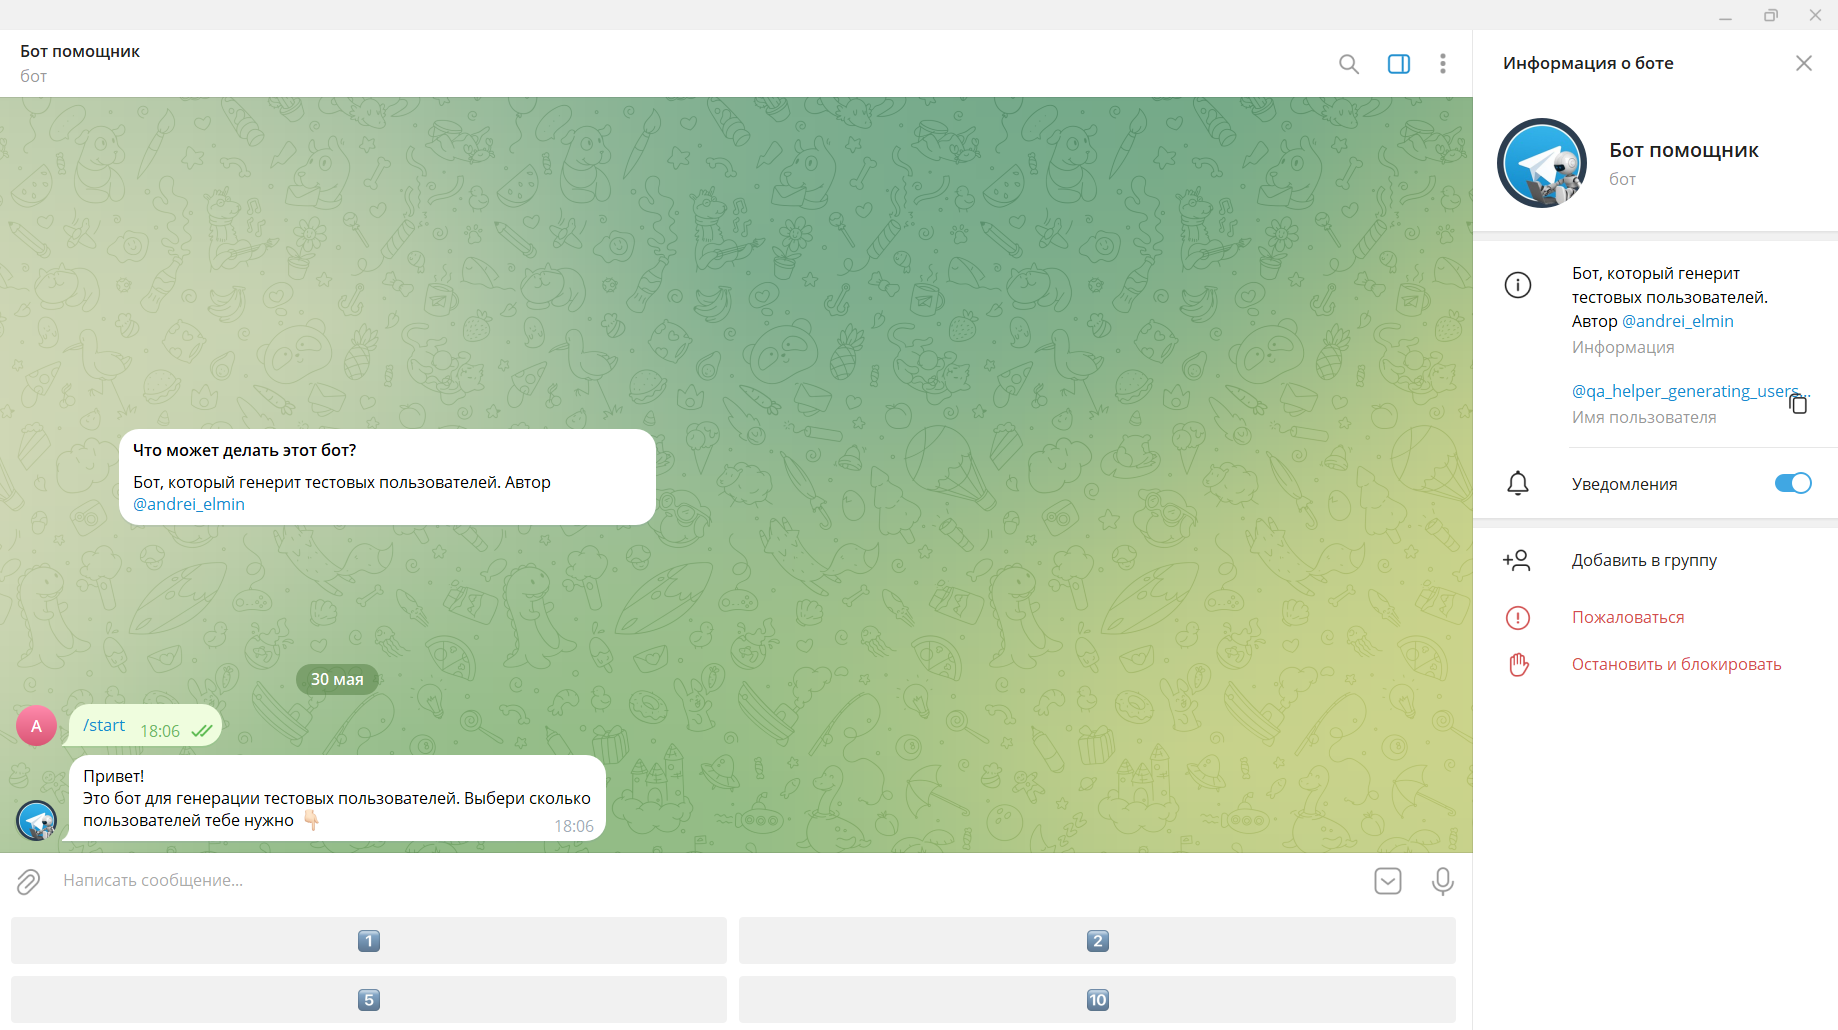 Бот помощник
бот
Что может делать этот бот?
Бот, который генерит тестовых пользователей. Автор
@andrei_elmin
30 мая
A
/start 18:06
Привет!
Это бот для генерации тестовых пользователей. Выбери сколько
пользователей тебе нужно 👇🏻
18:06
Написать сообщение...
1
2
5
10
Информация о боте
Бот помощник
бот
Бот, который генерит
тестовых пользователей.
Автор @andrei_elmin
Информация
@qa_helper_generating_users...
Имя пользователя
Уведомления
Добавить в группу
Пожаловаться
Остановить и блокировать